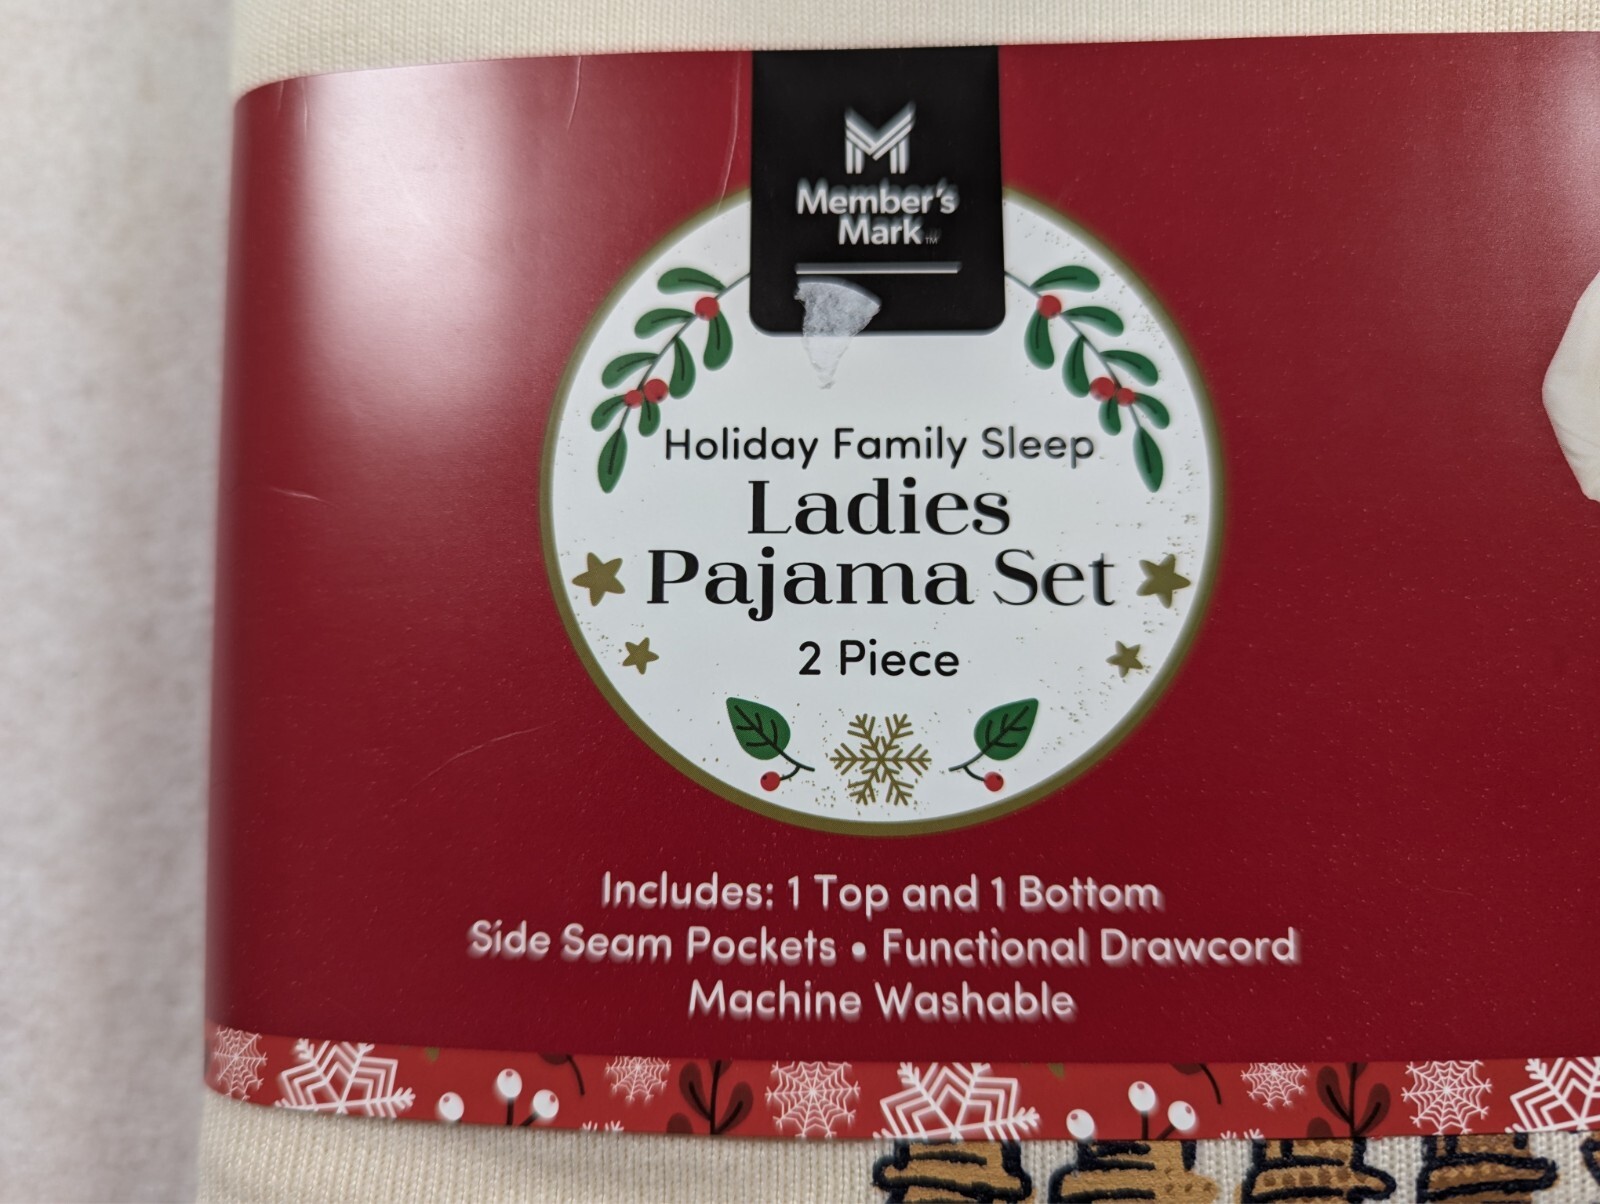 Member's
Mark™
Holiday Family Sleep
Ladies
Pajama Set
2 Piece
Includes: 1 Top and 1 Bottom
Side Seam Pockets • Functional Drawcord
Machine Washable